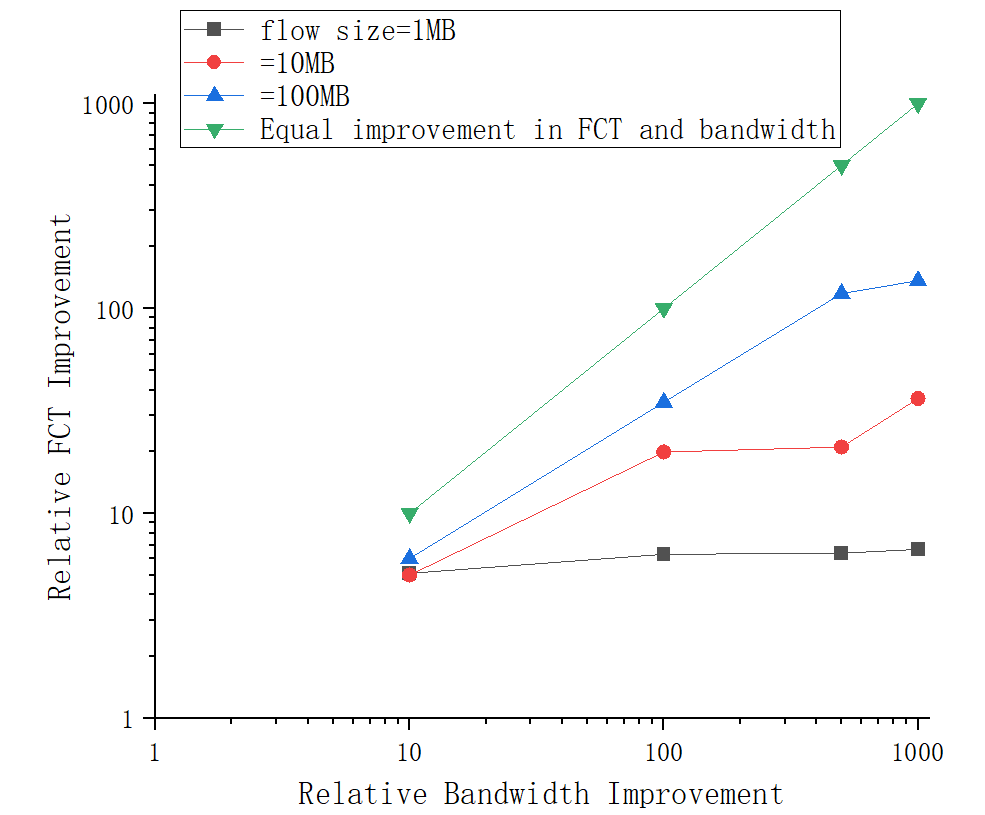 flow size=1MB
=10MB
=100MB
Equal improvement in FCT and bandwidth
1000
100
10
1
Relative FCT Improvement
1 10 100 1000
Relative Bandwidth Improvement